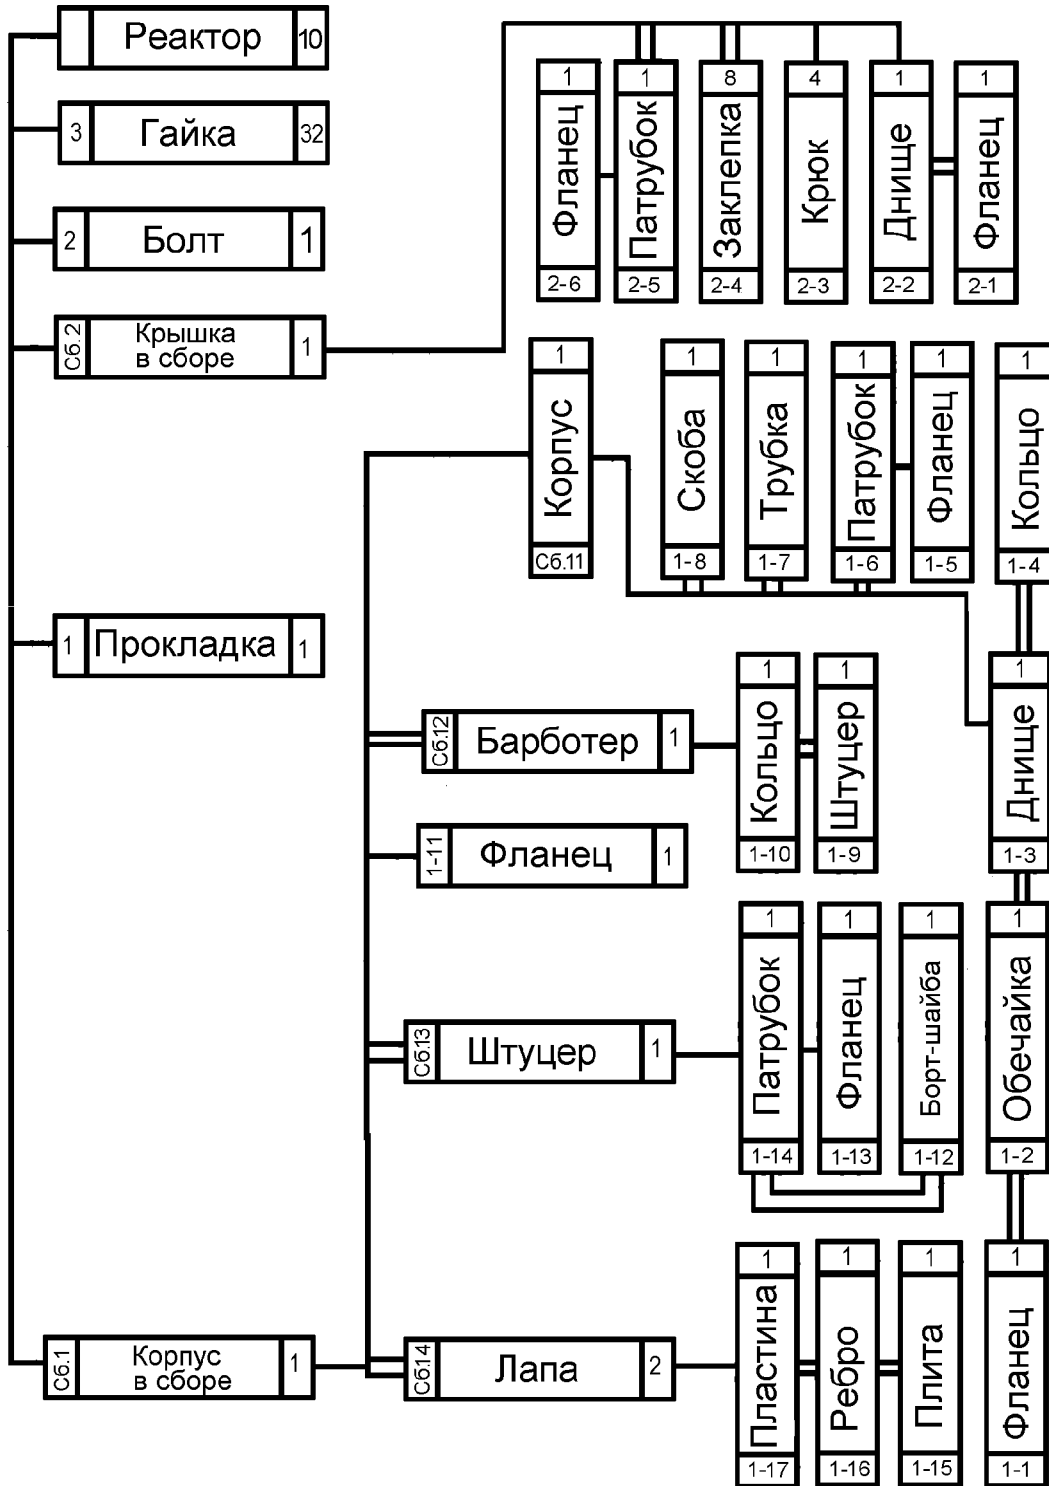 Реактор 10
3 Гайка 32
2 Болт 1
Сб.2 Крышка
в сборе 1
1 Прокладка 1
Сб.1 Корпус
в сборе 1
1 Фланец 2-6
1 Патрубок 2-5
8 Заклепка 2-4
4 Крюк 2-3
1 Днище 2-2
1 Фланец 2-1
1 Корпус Сб.11
1 Скоба 1-8
1 Трубка 1-7
1 Патрубок 1-6
1 Фланец 1-5
1 Кольцо 1-4
Сб.12 Барботер 1
1 Кольцо 1-10
1 Штуцер 1-9
1 Днище 1-3
1-11 Фланец 1
Сб.13 Штуцер 1
1 Патрубок 1-14
1 Фланец 1-13
1 Борт-шайба 1-12
1 Обечайка 1-2
Сб.14 Лапа 2
1 Пластина 1-17
1 Ребро 1-16
1 Плита 1-15
1 Фланец 1-1